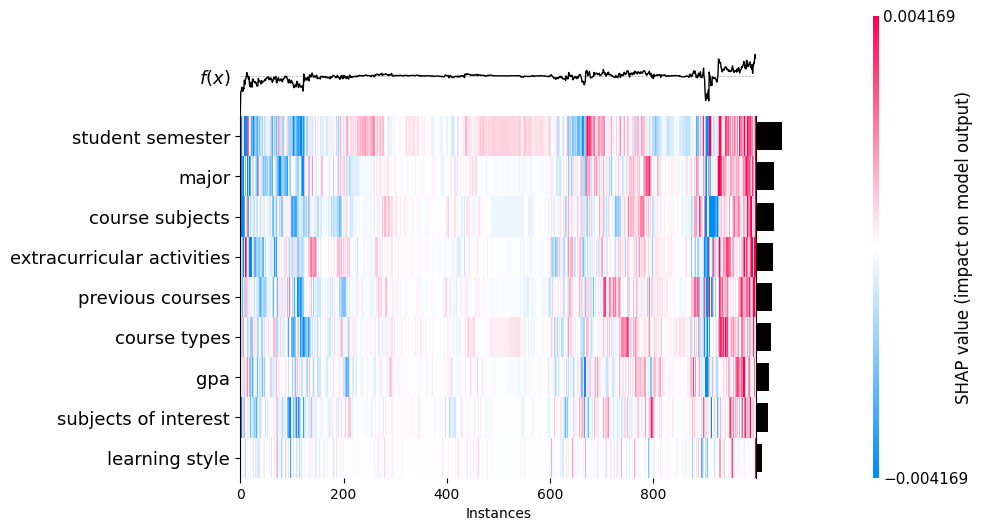 0.004169
f(x)
student semester
major
course subjects
extracurricular activities
previous courses
course types
gpa
subjects of interest
learning style
0 200 400 600 800
Instances
−0.004169
SHAP value (impact on model output)